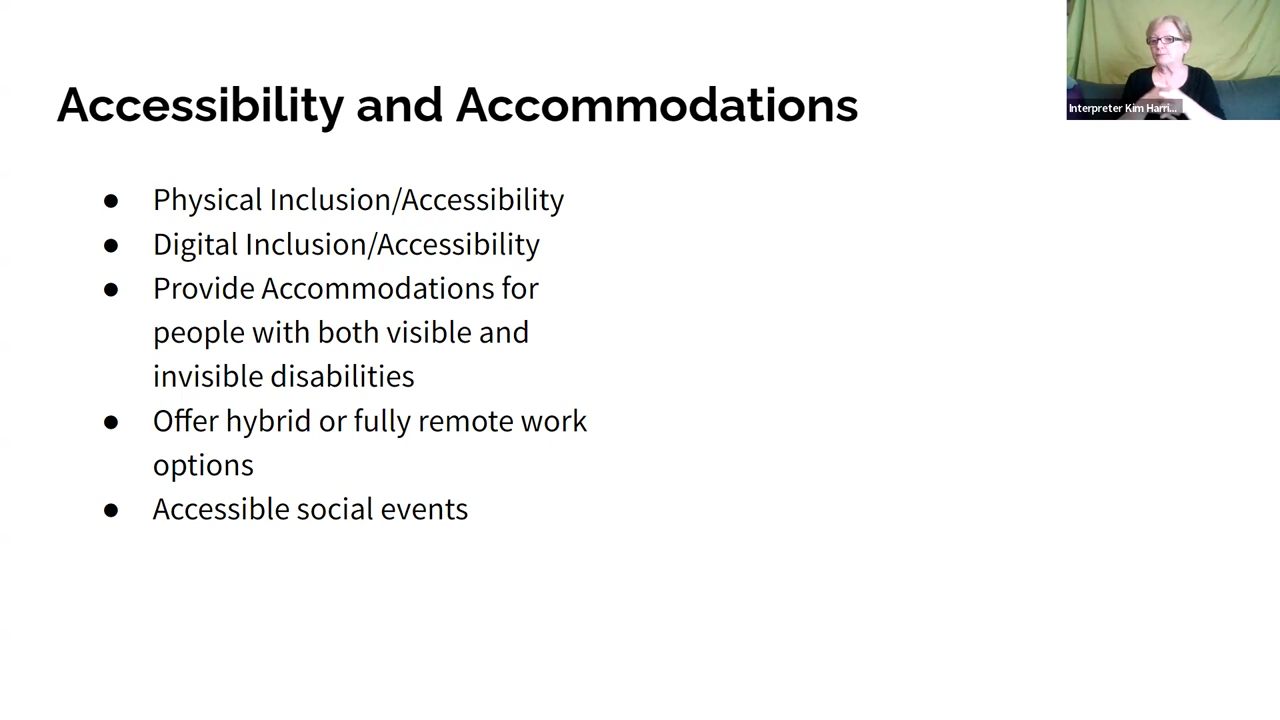 Accessibility and Accommodations
Interpreter Kim Harri...
● Physical Inclusion/Accessibility
● Digital Inclusion/Accessibility
● Provide Accommodations for
people with both visible and
invisible disabilities
● Offer hybrid or fully remote work
options
● Accessible social events